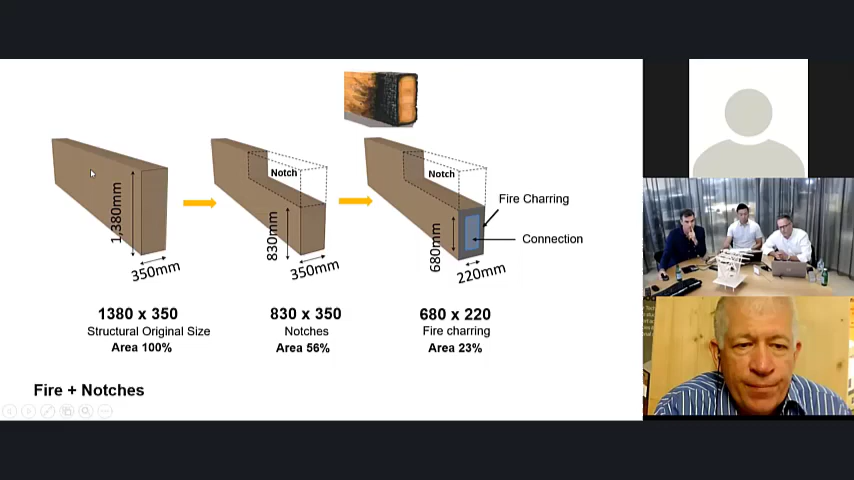 Notch
Notch
1,380mm
350mm
830mm
350mm
680mm
220mm
Fire Charring
Connection
1380 x 350
Structural Original Size
Area 100%
830 x 350
Notches
Area 56%
680 x 220
Fire charring
Area 23%
Fire + Notches